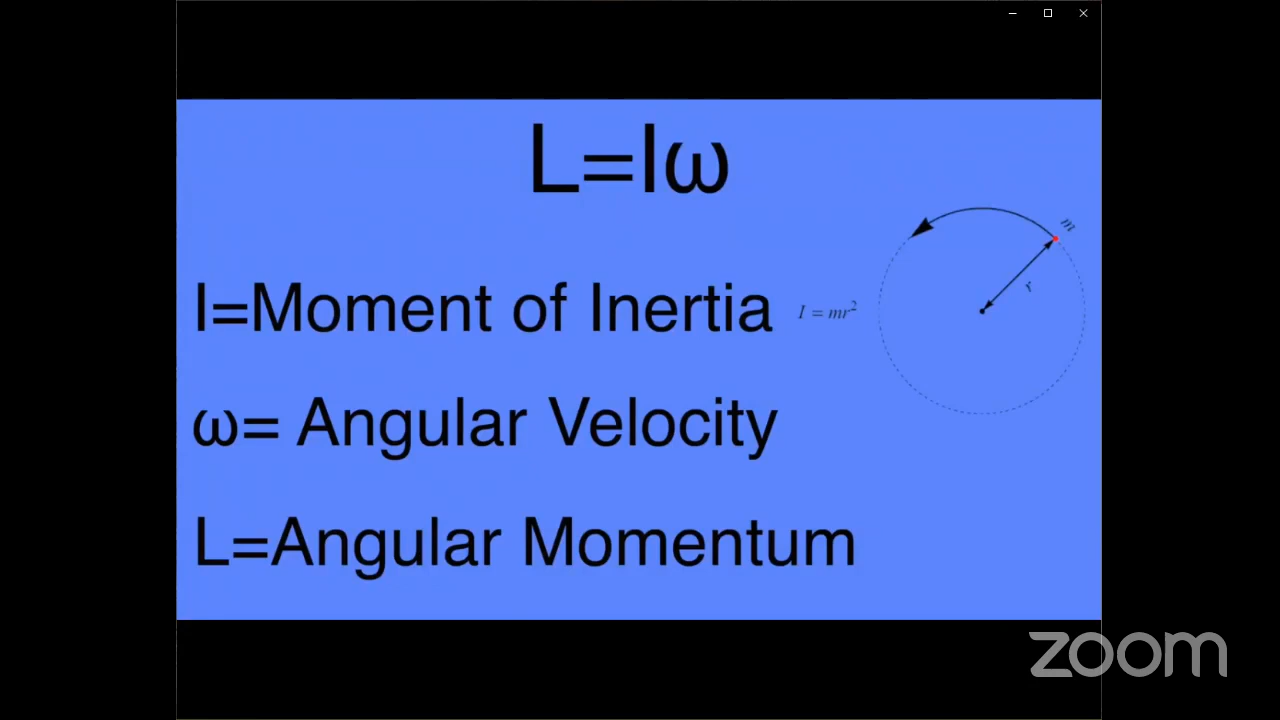 L=Iω
m
r
I=Moment of Inertia
I = mr²
ω= Angular Velocity
L=Angular Momentum
zoom